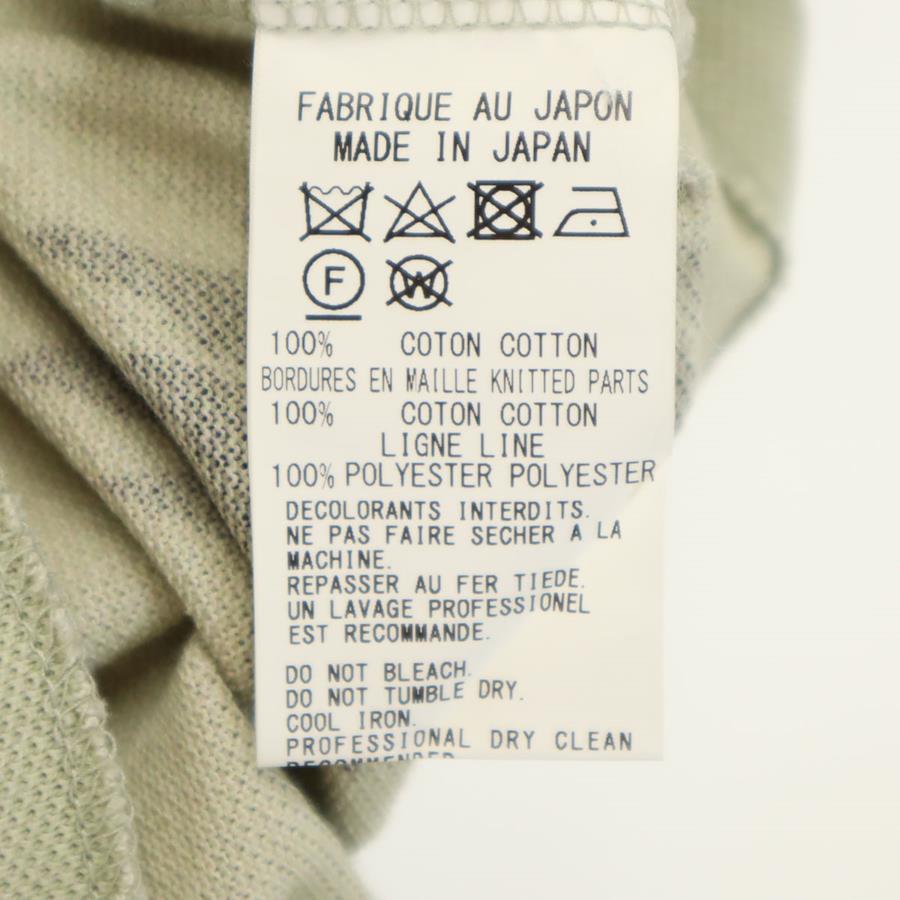 FABRIQUE AU JAPON
MADE IN JAPAN
F W
100% COTON COTTON
BORDURES EN MAILLE KNITTED PARTS
100% COTON COTTON
LIGNE LINE
100% POLYESTER POLYESTER
DECOLORANTS INTERDITS.
NE PAS FAIRE SECHER A LA
MACHINE.
REPASSER AU FER TIEDE.
UN LAVAGE PROFESSIONEL
EST RECOMMANDE.
DO NOT BLEACH.
DO NOT TUMBLE DRY.
COOL IRON.
PROFESSIONAL DRY CLEAN
RECOMMENDED